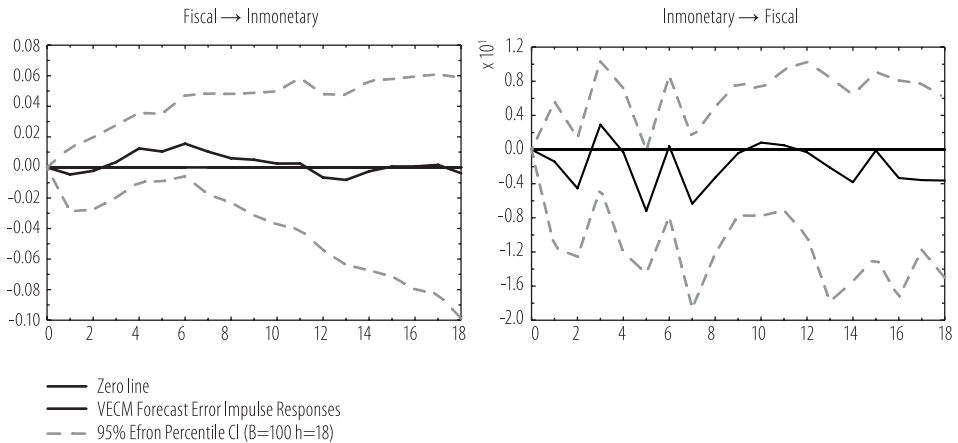 Fiscal → Inmonetary
0.08
0.06
0.04
0.02
0.00
−0.02
−0.04
−0.06
−0.08
−0.10
0 2 4 6 8 10 12 14 16 18
Inmonetary → Fiscal
x 10¹
1.2
0.8
0.4
0.0
−0.4
−0.8
−1.2
−1.6
−2.0
0 2 4 6 8 10 12 14 16 18
Zero line
VECM Forecast Error Impulse Responses
95% Efron Percentile CI (B=100 h=18)